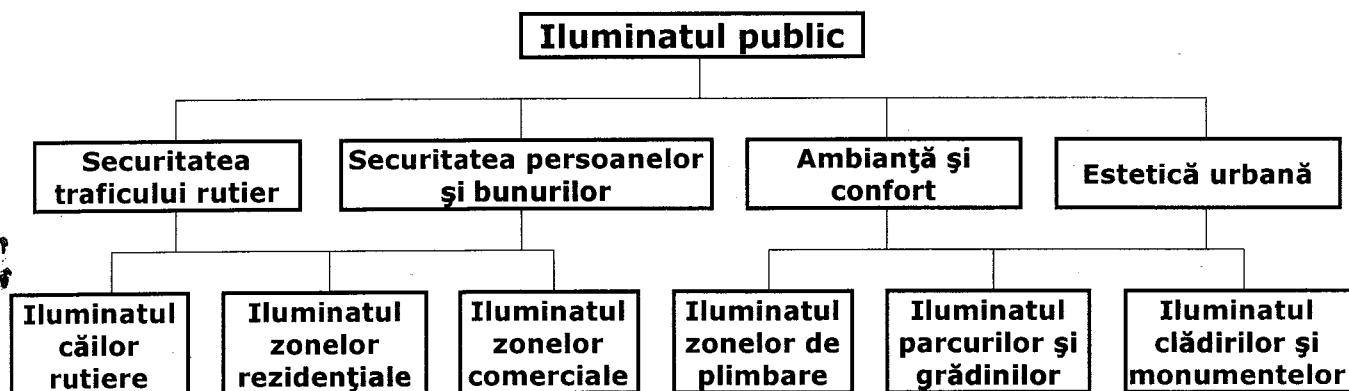 Iluminatul public
Securitatea
traficului rutier
Securitatea persoanelor
şi bunurilor
Ambianţă şi
confort
Estetică urbană
Iluminatul
căilor
rutiere
Iluminatul
zonelor
rezidenţiale
Iluminatul
zonelor
comerciale
Iluminatul
zonelor de
plimbare
Iluminatul
parcurilor şi
grădinilor
Iluminatul
clădirilor şi
monumentelor